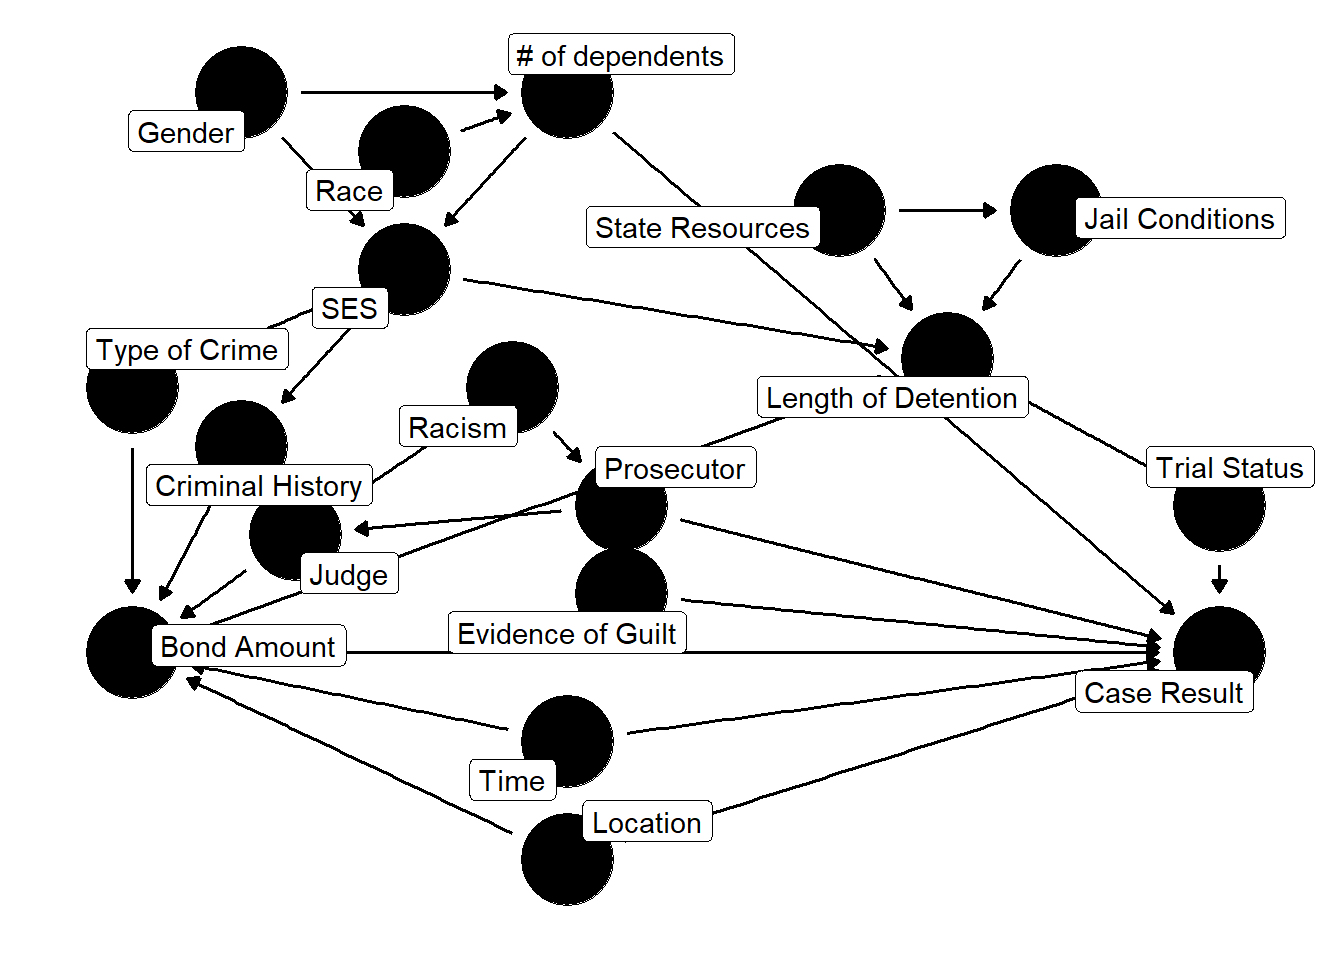 # of dependents
Gender
Race
State Resources
Jail Conditions
SES
Type of Crime
Length of Detention
Racism
Prosecutor
Trial Status
Criminal History
Judge
Evidence of Guilt
Bond Amount
Case Result
Time
Location